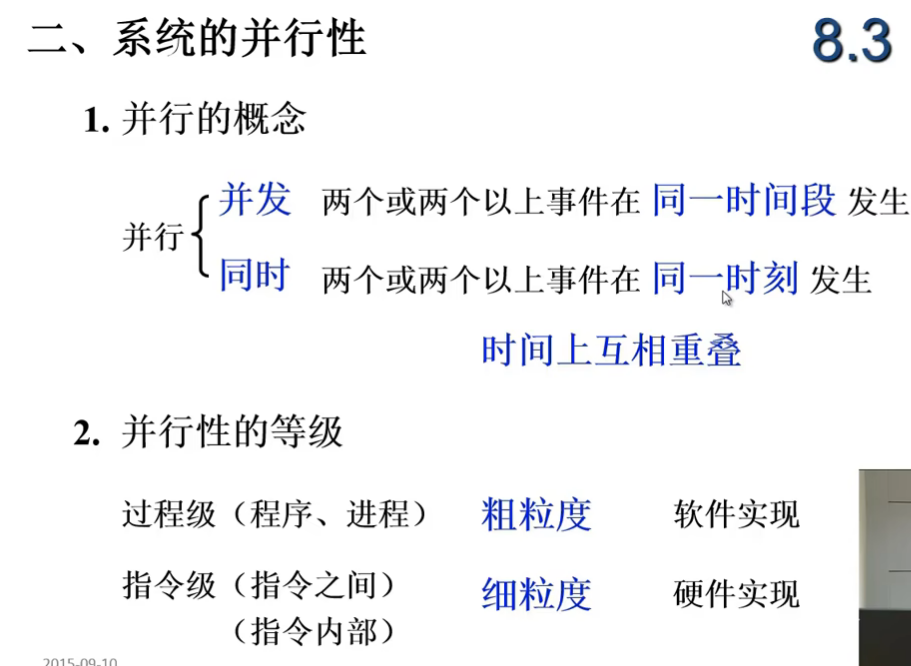 二、系统的并行性 8.3
1. 并行的概念
并发 两个或两个以上事件在 同一时间段 发生
并行
同时 两个或两个以上事件在 同一时刻 发生
时间上互相重叠
2. 并行性的等级
过程级（程序、进程） 粗粒度 软件实现
指令级（指令之间） 细粒度 硬件实现
（指令内部）
2015-09-10